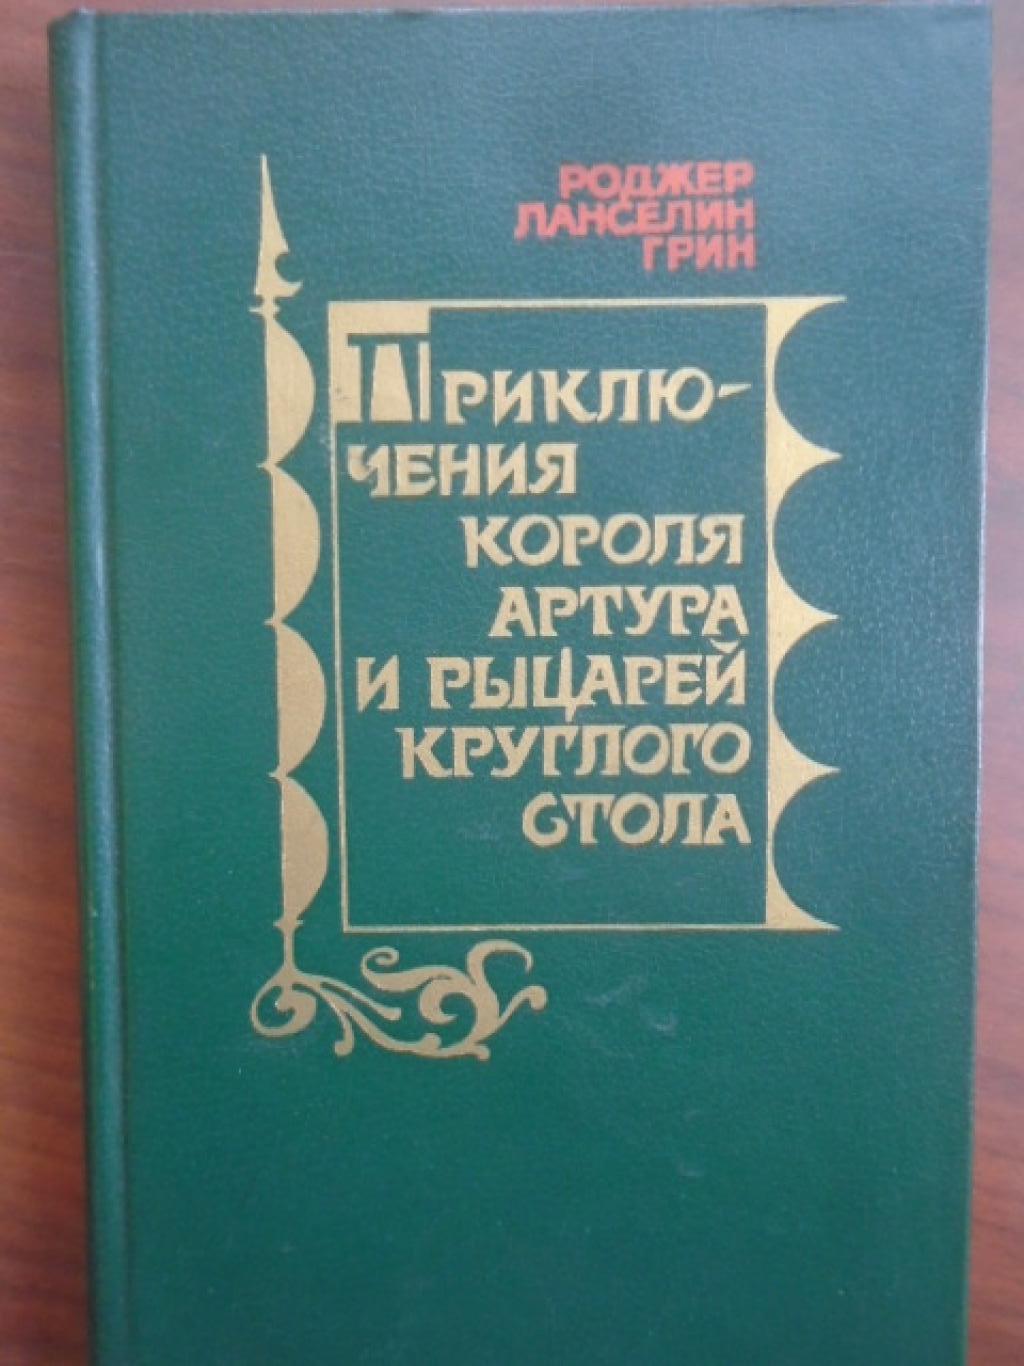 РОДЖЕР
ЛАНСЕЛИН
ГРИН
ПРИКЛЮ-
ЧЕНИЯ
КОРОЛЯ
АРТУРА
И РЫЦАРЕЙ
КРУГЛОГО
СТОЛА